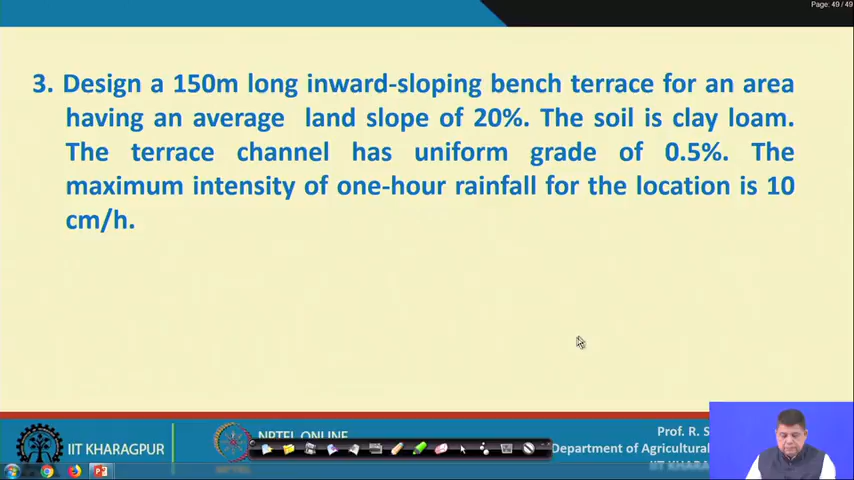 Page: 49 / 49
3. Design a 150m long inward-sloping bench terrace for an area
having an average land slope of 20%. The soil is clay loam.
The terrace channel has uniform grade of 0.5%. The
maximum intensity of one-hour rainfall for the location is 10
cm/h.
IIT KHARAGPUR
NPTEL ONLINE
Prof. R. S
Department of Agricultural
IIT KHARAG